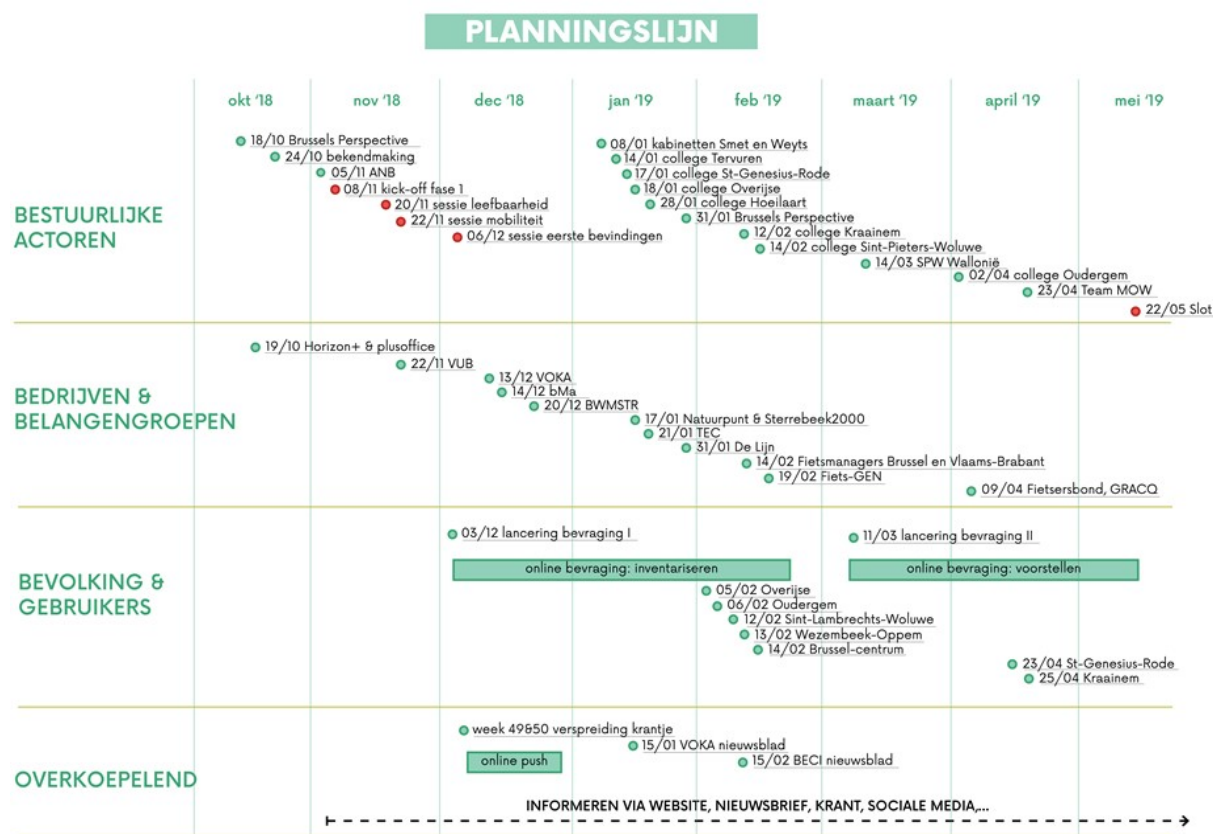 PLANNINGSLIJN
okt ‘18
nov ‘18
dec ‘18
jan ‘19
feb ‘19
maart ‘19
april ‘19
mei ‘19
BESTUURLIJKE
ACTOREN
18/10 Brussels Perspective
24/10 bekendmaking
05/11 ANB
08/11 kick-off fase 1
20/11 sessie leefbaarheid
22/11 sessie mobiliteit
06/12 sessie eerste bevindingen
08/01 kabinetten Smet en Weyts
14/01 college Tervuren
17/01 college St-Genesius-Rode
18/01 college Overijse
28/01 college Hoeilaart
31/01 Brussels Perspective
12/02 college Kraainem
14/02 college Sint-Pieters-Woluwe
14/03 SPW Wallonië
02/04 college Oudergem
23/04 Team MOW
22/05 Slot
BEDRIJVEN &
BELANGENGROEPEN
19/10 Horizon+ & plusoffice
22/11 VUB
13/12 VOKA
14/12 bMa
20/12 BWMSTR
17/01 Natuurpunt & Sterrebeek2000
21/01 TEC
31/01 De Lijn
14/02 Fietsmanagers Brussel en Vlaams-Brabant
19/02 Fiets-GEN
09/04 Fietsersbond, GRACQ
BEVOLKING &
GEBRUIKERS
03/12 lancering bevraging I
11/03 lancering bevraging II
online bevraging: inventariseren
online bevraging: voorstellen
05/02 Overijse
06/02 Oudergem
12/02 Sint-Lambrechts-Woluwe
13/02 Wezembeek-Oppem
14/02 Brussel-centrum
23/04 St-Genesius-Rode
25/04 Kraainem
OVERKOEPELEND
week 49&50 verspreiding krantje
15/01 VOKA nieuwsblad
online push
15/02 BECI nieuwsblad
INFORMEREN VIA WEBSITE, NIEUWSBRIEF, KRANT, SOCIALE MEDIA,...